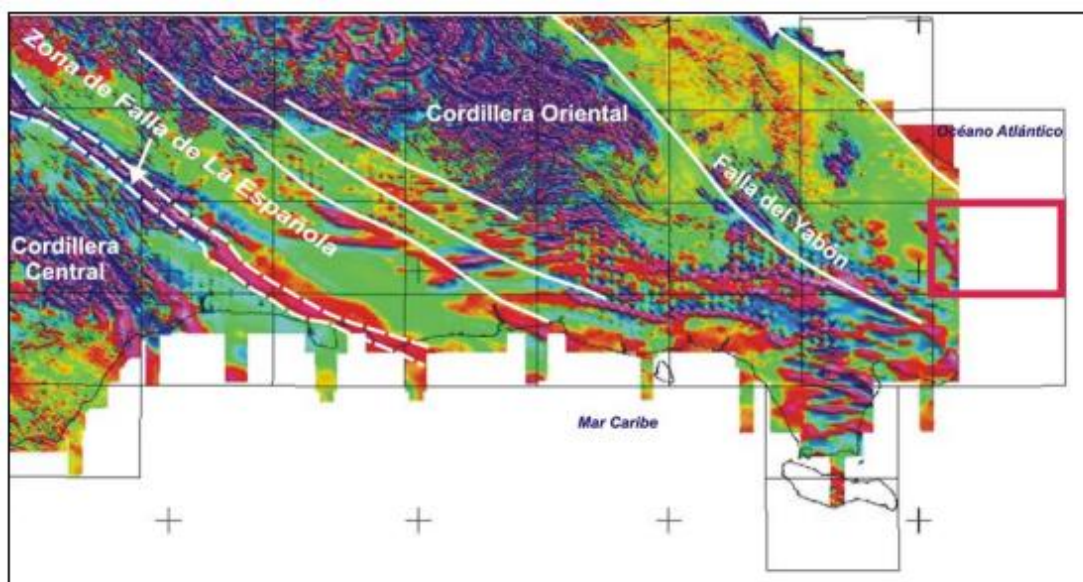 Zona de Falla de La Española
Cordillera Oriental
Océano Atlántico
Falla del Yabón
Cordillera
Central
Mar Caribe